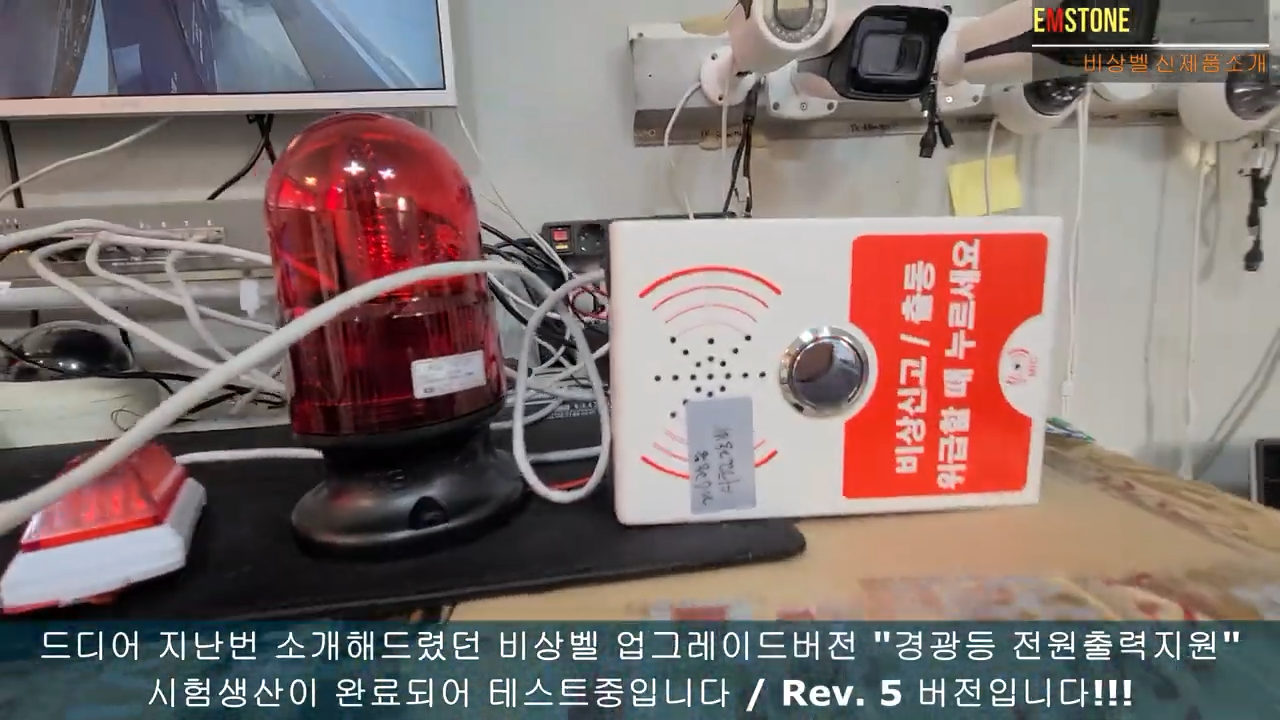 EMSTONE
비상벨 신제품소개
비상신고 / 출동
위급할 때 누르세요
MIC
드디어 지난번 소개해드렸던 비상벨 업그레이드버전 "경광등 전원출력지원"
시험생산이 완료되어 테스트중입니다 / Rev. 5 버전입니다!!!